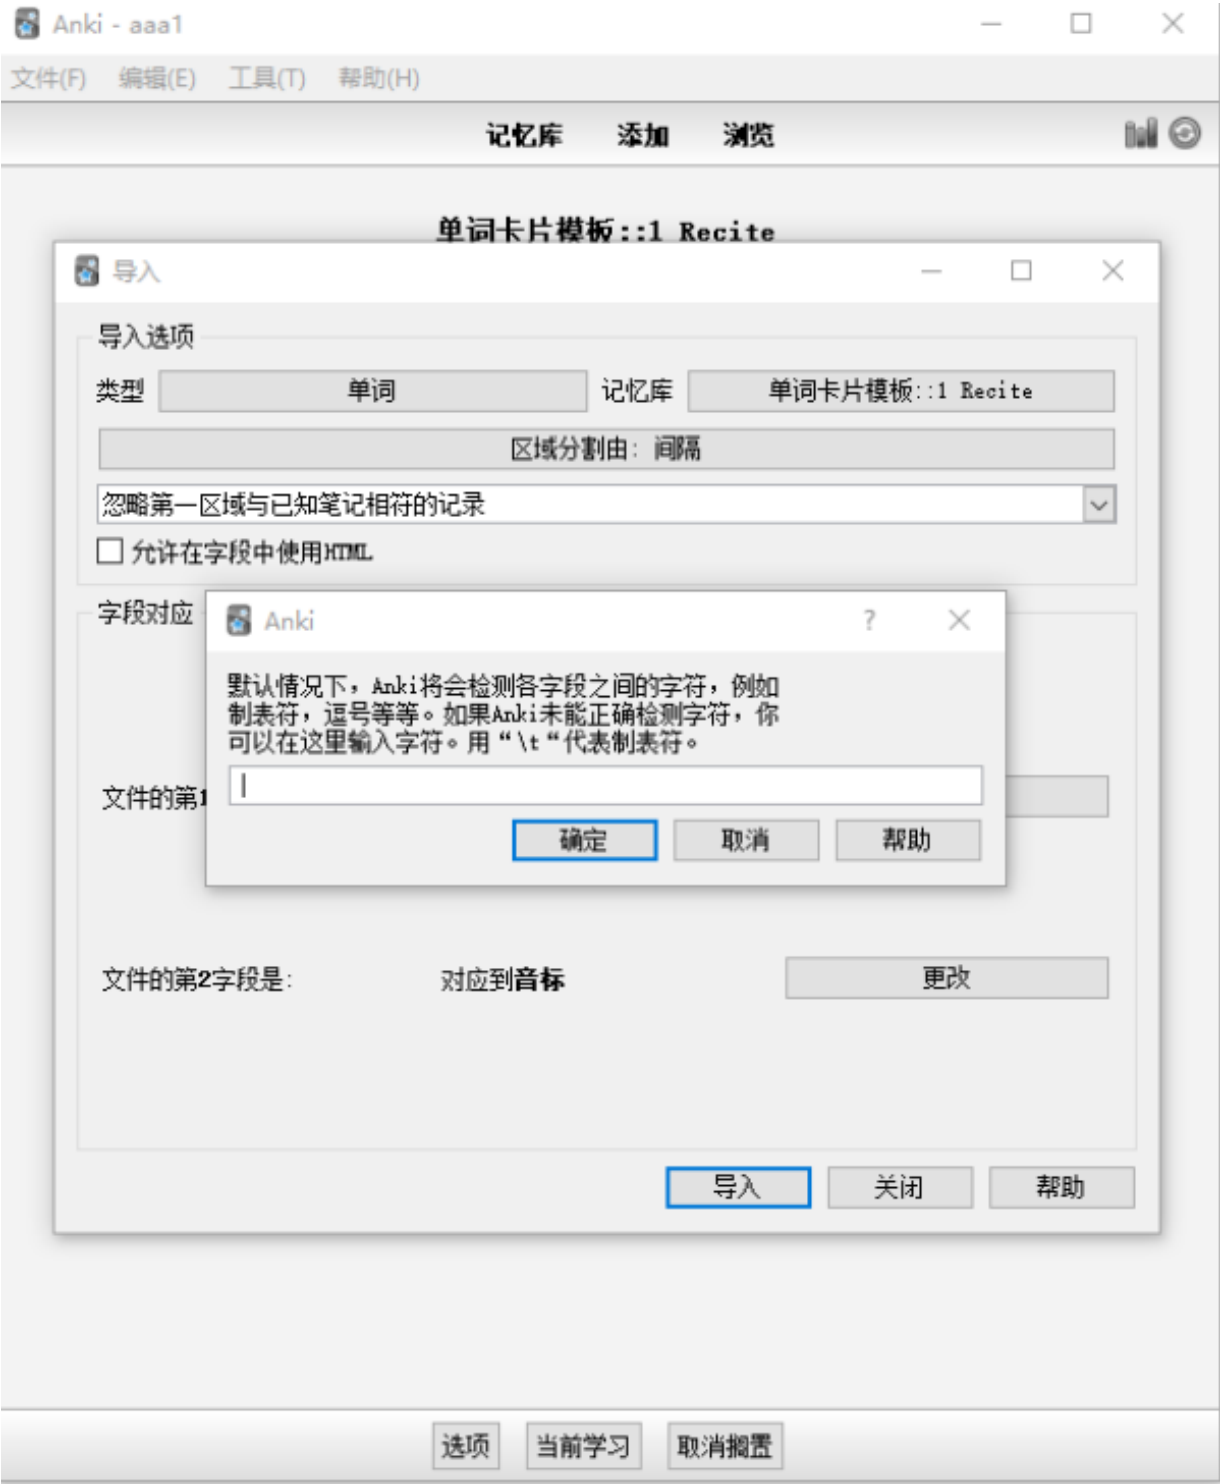 Anki - aaa1
文件(F) 编辑(E) 工具(T) 帮助(H)
记忆库 添加 浏览
单词卡片模板::1 Recite
导入
导入选项
类型 单词 记忆库 单词卡片模板::1 Recite
区域分割由: 间隔
忽略第一区域与已知笔记相符的记录
允许在字段中使用HTML
字段对应
Anki ?
默认情况下，Anki将会检测各字段之间的字符，例如
制表符，逗号等等。如果Anki未能正确检测字符，你
可以在这里输入字符。用“\t“代表制表符。
文件的第1
确定 取消 帮助
文件的第2字段是: 对应到音标 更改
导入 关闭 帮助
选项 当前学习 取消搁置